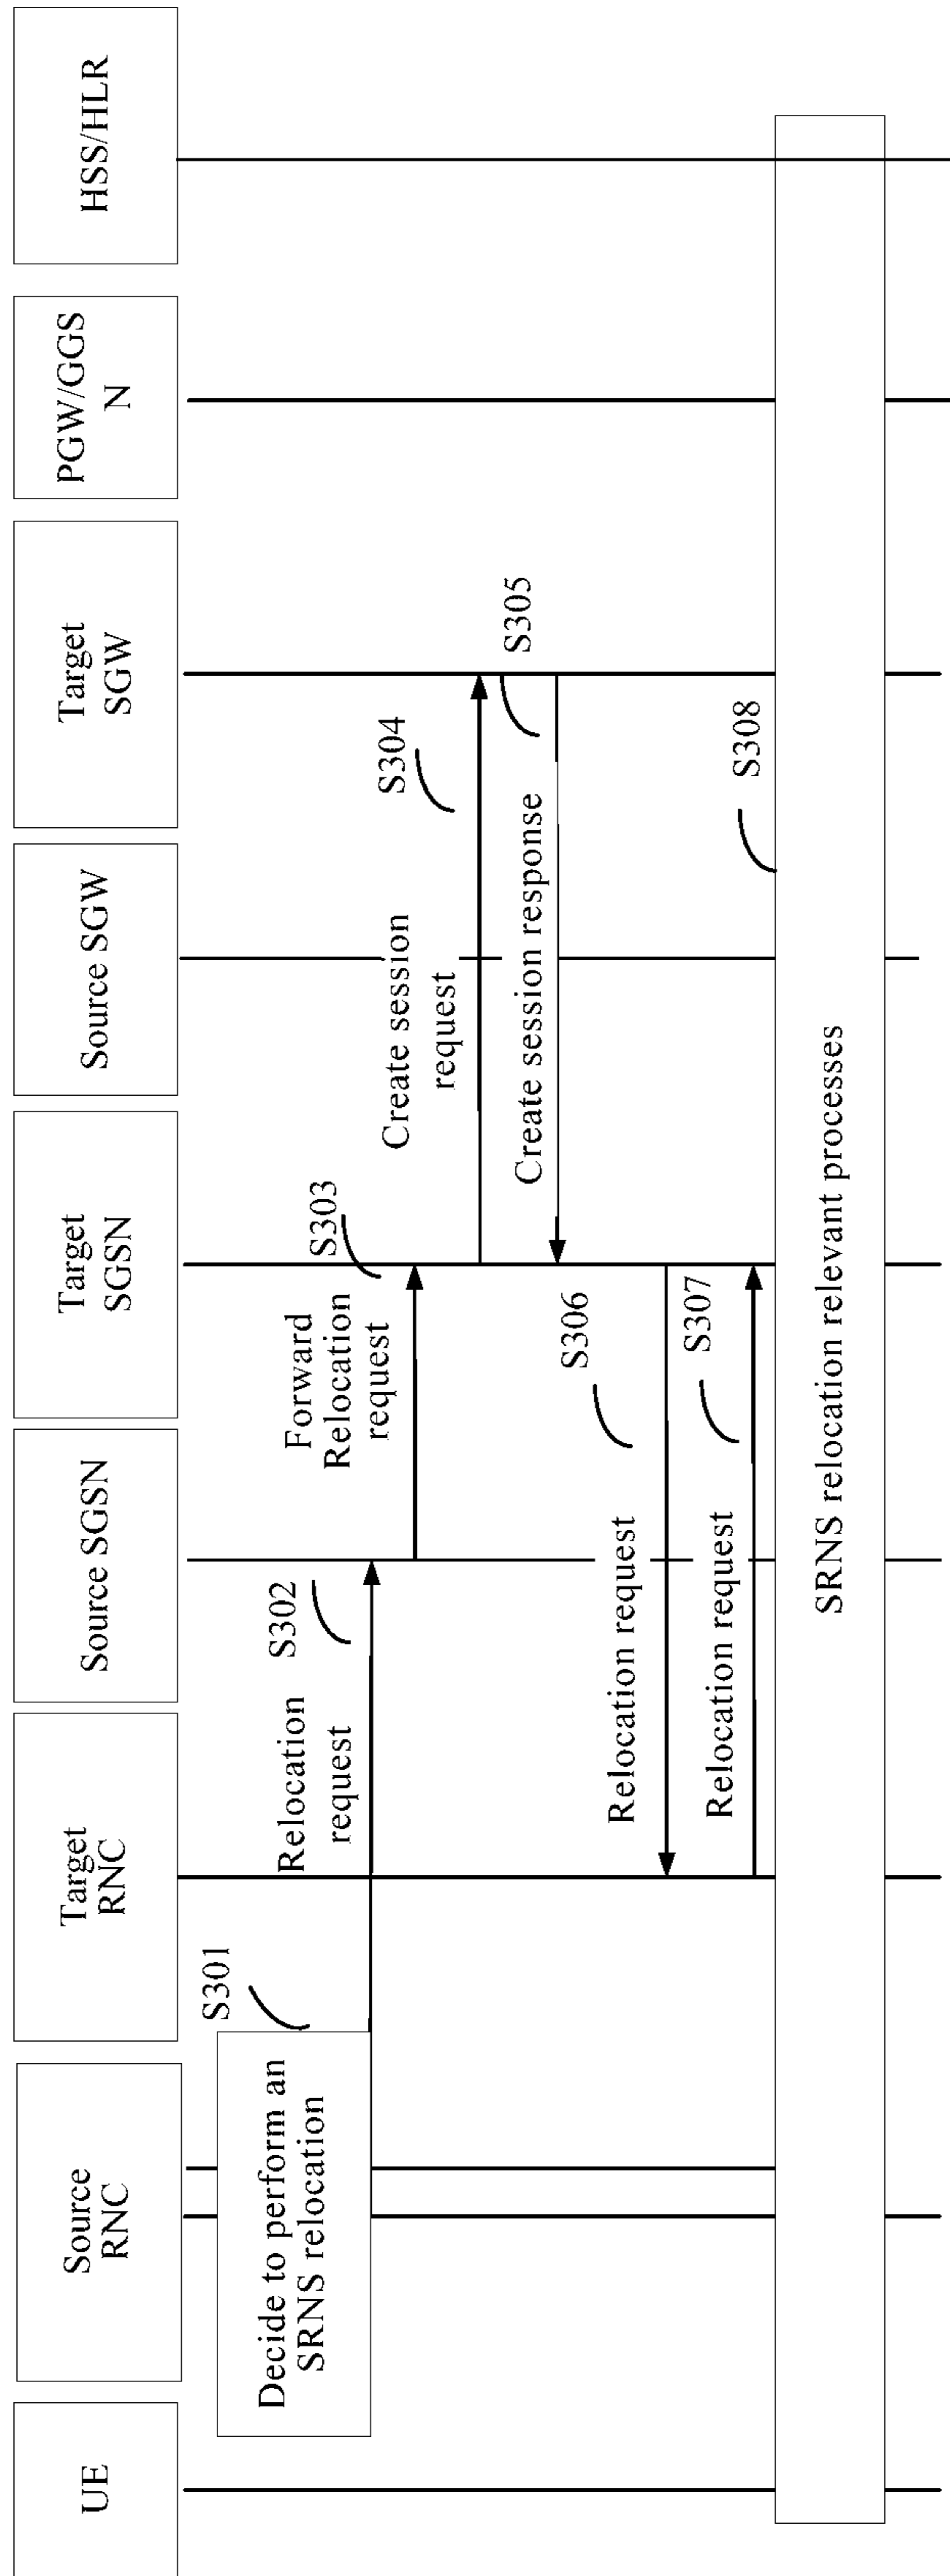 UE
Source
RNC
Target
RNC
Source SGSN
Target
SGSN
Source SGW
Target
SGW
PGW/GGS
N
HSS/HLR
S301
Decide to perform an
SRNS relocation
S302
Relocation
request
S303
Forward
Relocation
request
S304
Create session
request
S305
Create session response
S306
Relocation request
S307
Relocation request
S308
SRNS relocation relevant processes